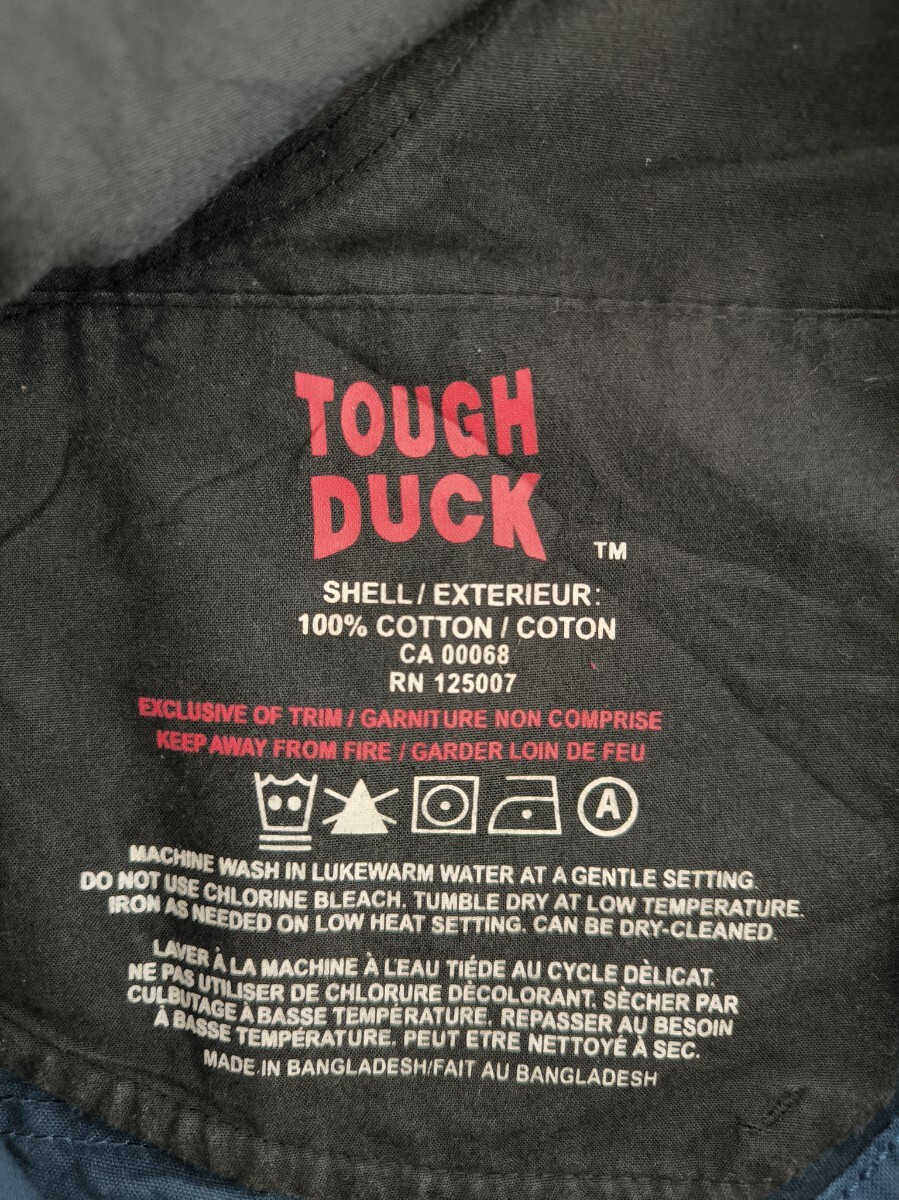 TOUGH
DUCK
TM
SHELL / EXTERIEUR:
100% COTTON / COTON
CA 00068
RN 125007
EXCLUSIVE OF TRIM / GARNITURE NON COMPRISE
KEEP AWAY FROM FIRE / GARDER LOIN DE FEU
A
MACHINE WASH IN LUKEWARM WATER AT A GENTLE SETTING.
DO NOT USE CHLORINE BLEACH. TUMBLE DRY AT LOW TEMPERATURE.
IRON AS NEEDED ON LOW HEAT SETTING. CAN BE DRY-CLEANED.
LAVER À LA MACHINE À L'EAU TIÉDE AU CYCLE DÈLICAT.
NE PAS UTILISER DE CHLORURE DÈCOLORANT. SÈCHER PAR
CULBUTAGE À BASSE TEMPÉRATURE. REPASSER AU BESOIN
À BASSE TEMPÉRATURE. PEUT ETRE NETTOYÉ À SEC.
MADE IN BANGLADESH/FAIT AU BANGLADESH